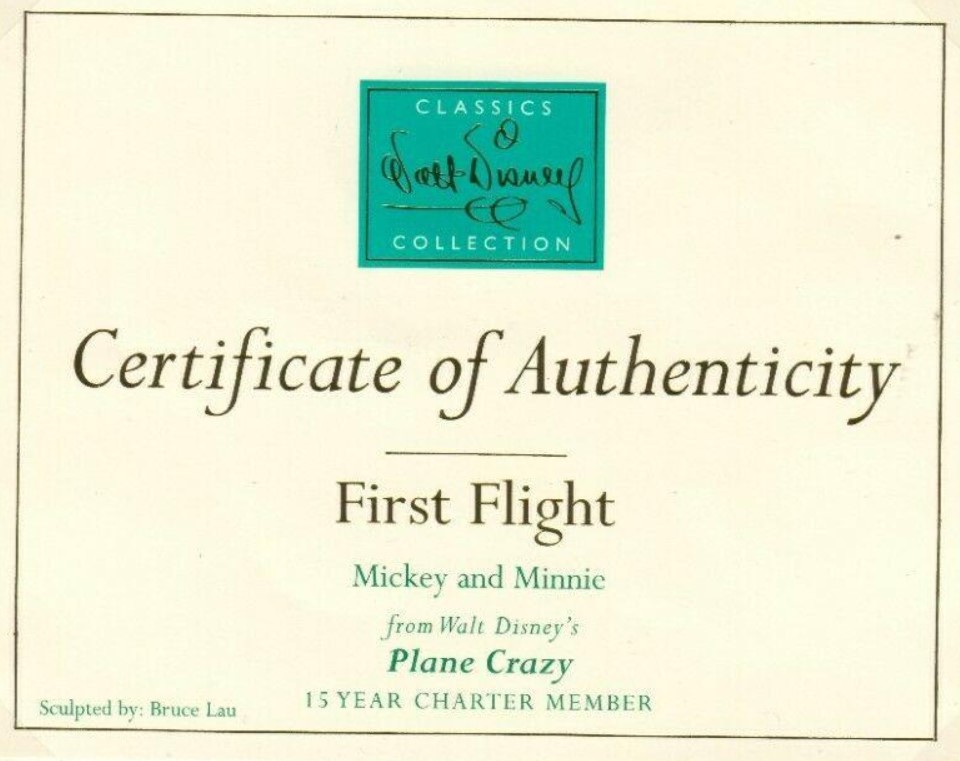 CLASSICS
Walt Disney
COLLECTION
Certificate of Authenticity
First Flight
Mickey and Minnie
from Walt Disney's
Plane Crazy
15 YEAR CHARTER MEMBER
Sculpted by: Bruce Lau